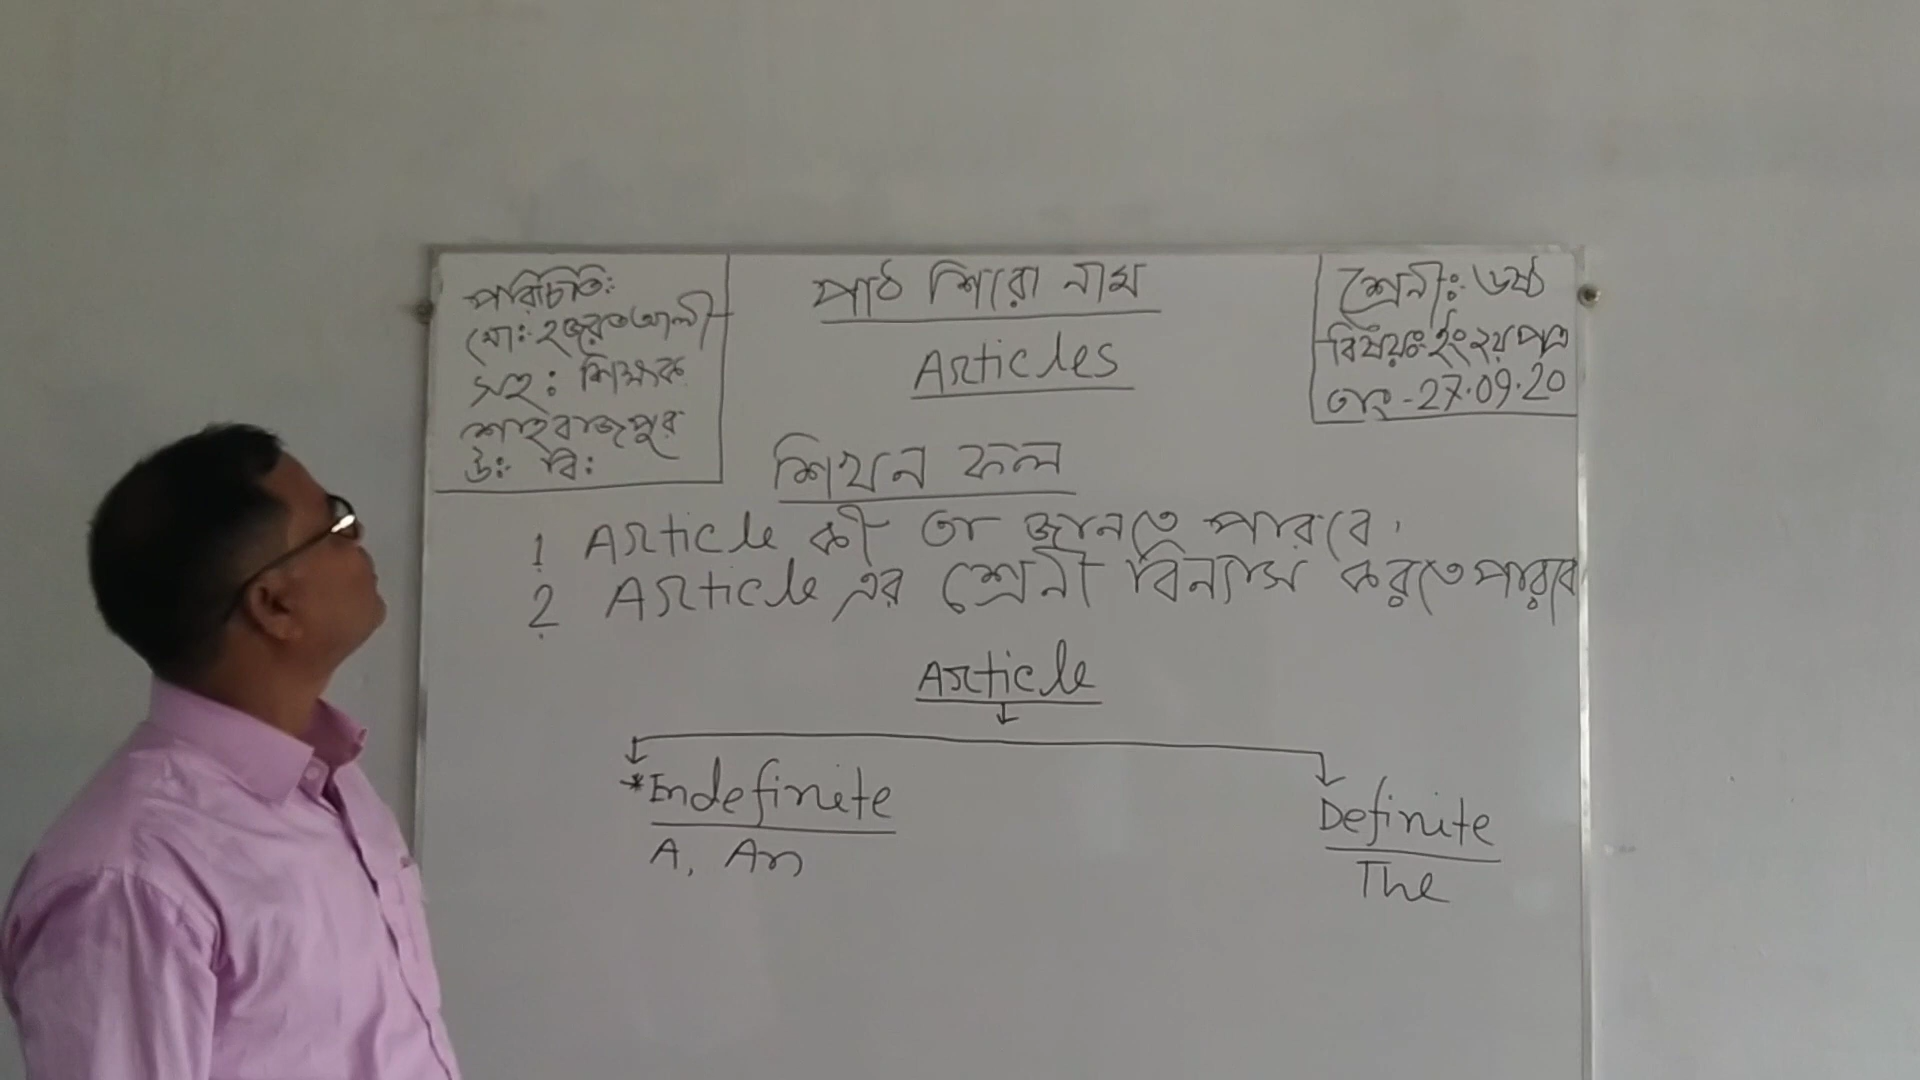 পরিচিতি:
মো: হজরত আলী
সহ: শিক্ষক
শাহবাজপুর
উ: বি:
পাঠ শিরো নাম
Articles
শ্রেনী: ৬ষ্ঠ
বিষয়ঃ ইং ২য় পত্র
তাং - 27.09.20
শিখন ফল
1 Article কী তা জানতে পারবে।
2 Article এর শ্রেনী বিন্যাস করতে পারবে
Article
*Indefinite
A, An
Definite
The